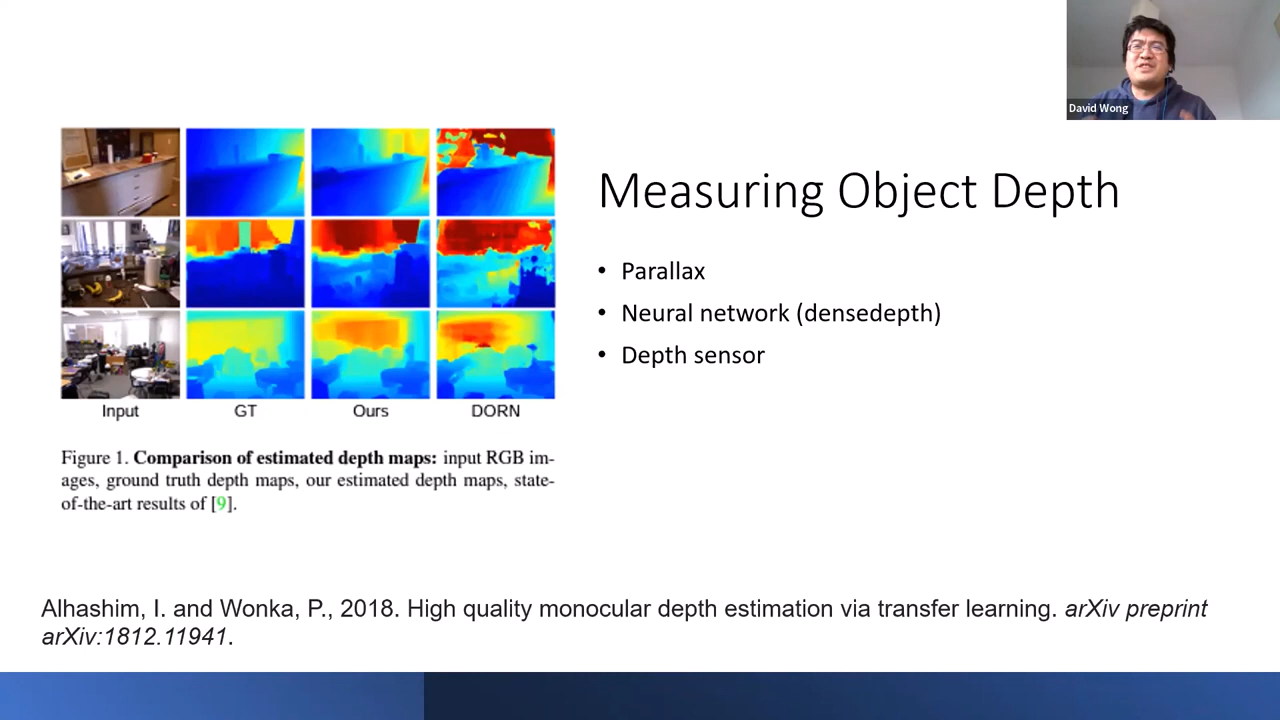 David Wong
Measuring Object Depth
• Parallax
• Neural network (densedepth)
• Depth sensor
Input GT Ours DORN
Figure 1. Comparison of estimated depth maps: input RGB im-
ages, ground truth depth maps, our estimated depth maps, state-
of-the-art results of [9].
Alhashim, I. and Wonka, P., 2018. High quality monocular depth estimation via transfer learning. arXiv preprint
arXiv:1812.11941.